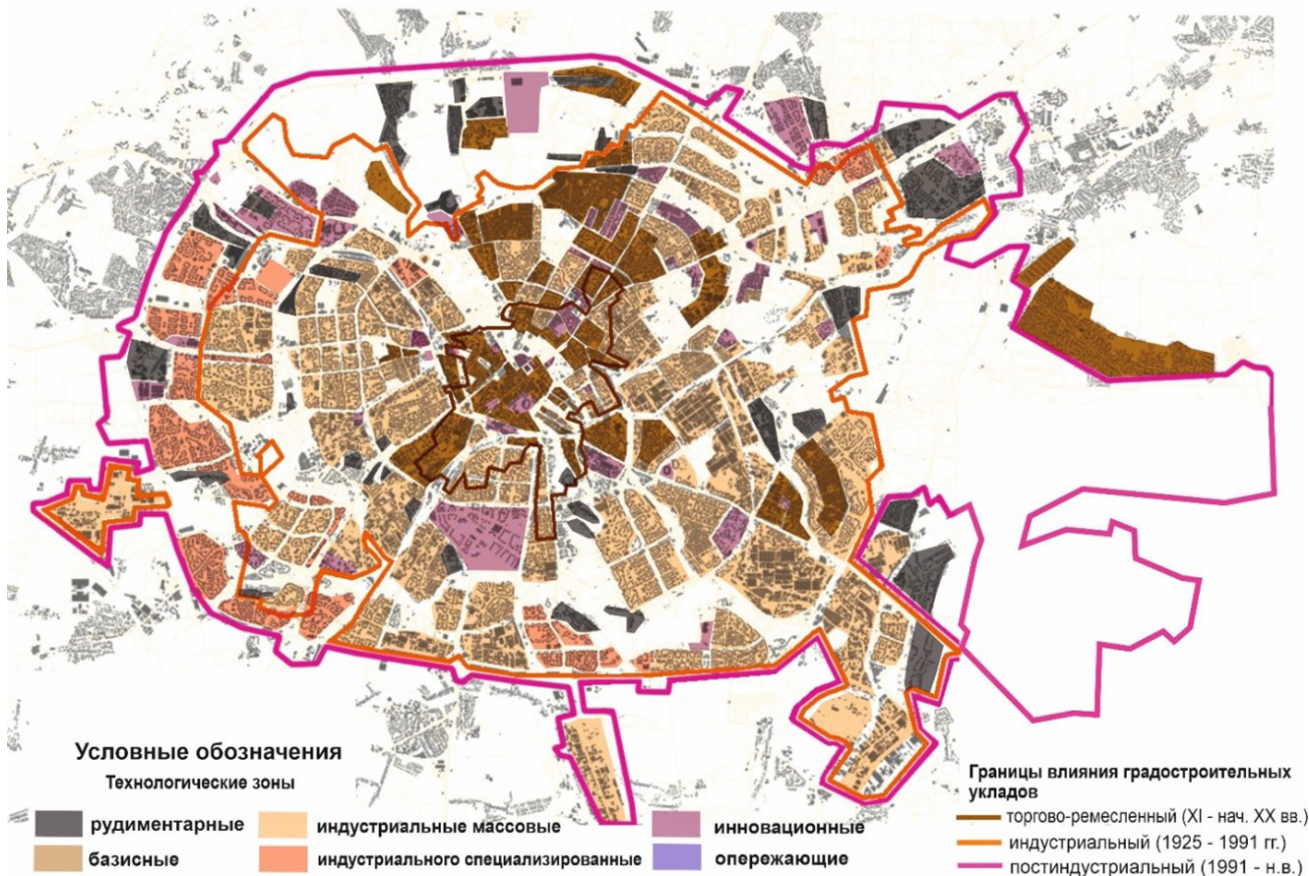 Условные обозначения
Технологические зоны
рудиментарные
базисные
индустриальные массовые
индустриального специализированные
инновационные
опережающие
Границы влияния градостроительных
укладов
торгово-ремесленный (XI - нач. XX вв.)
индустриальный (1925 - 1991 гг.)
постиндустриальный (1991 - н.в.)